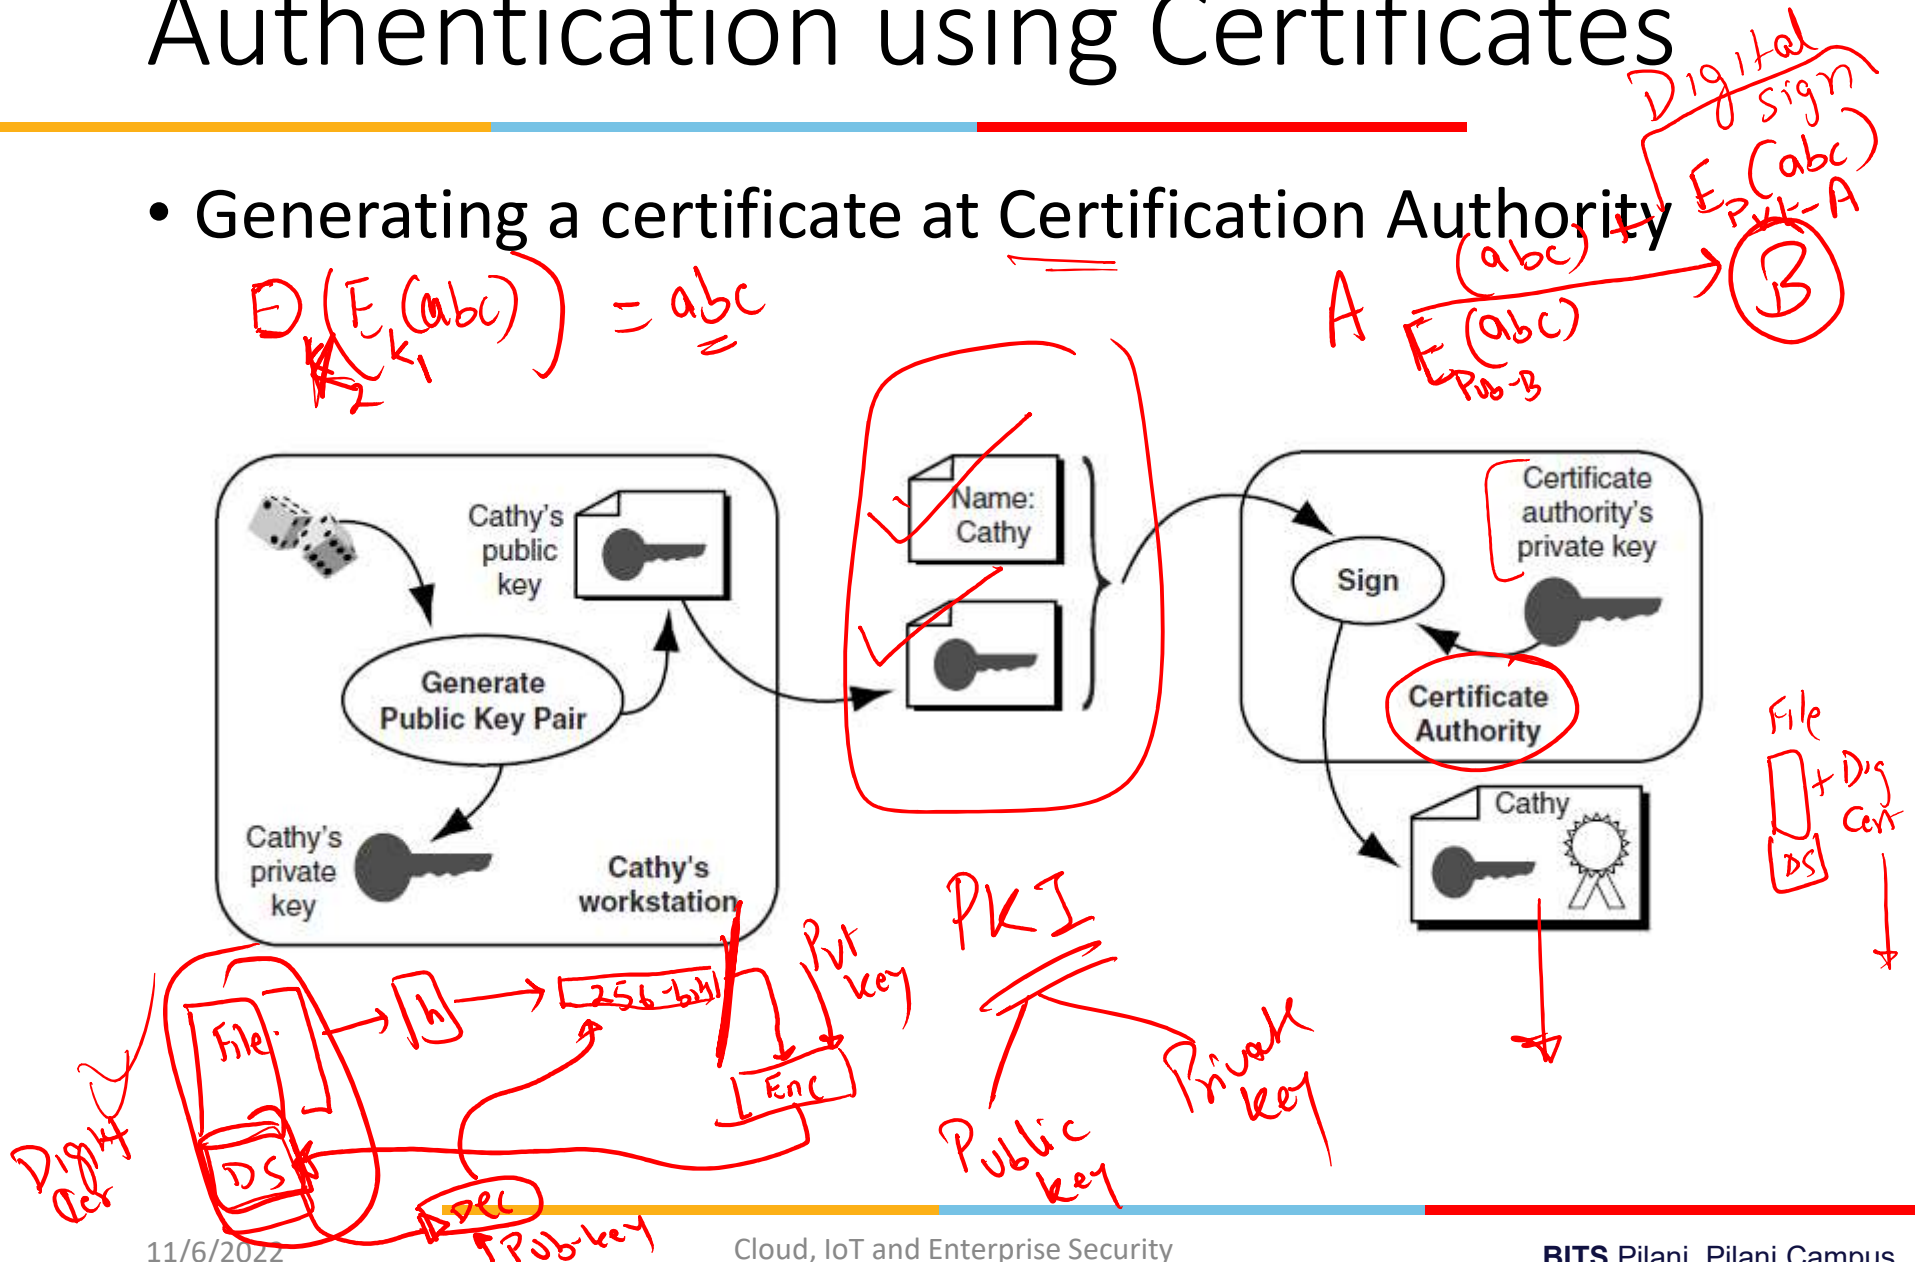 Authentication using Certificates
Digital
Sign
• Generating a certificate at Certification Authority
(abc) + E Pvt-A (abc)
D K2 (E K1 (abc)) = abc
A
B
E Pub-B (abc)
Cathy's
public
key
Name:
Cathy
Certificate
authority's
private key
Sign
Generate
Public Key Pair
Certificate
Authority
File
+ Dig
Cert
DS
Cathy
Cathy's
private
key
Cathy's
workstation
PKI
Pvt
key
256-bit
h
File
Enc
Private
key
Public
key
DS
Dec
Pub-key
11/6/2022
Cloud, IoT and Enterprise Security
BITS Pilani, Pilani Campus